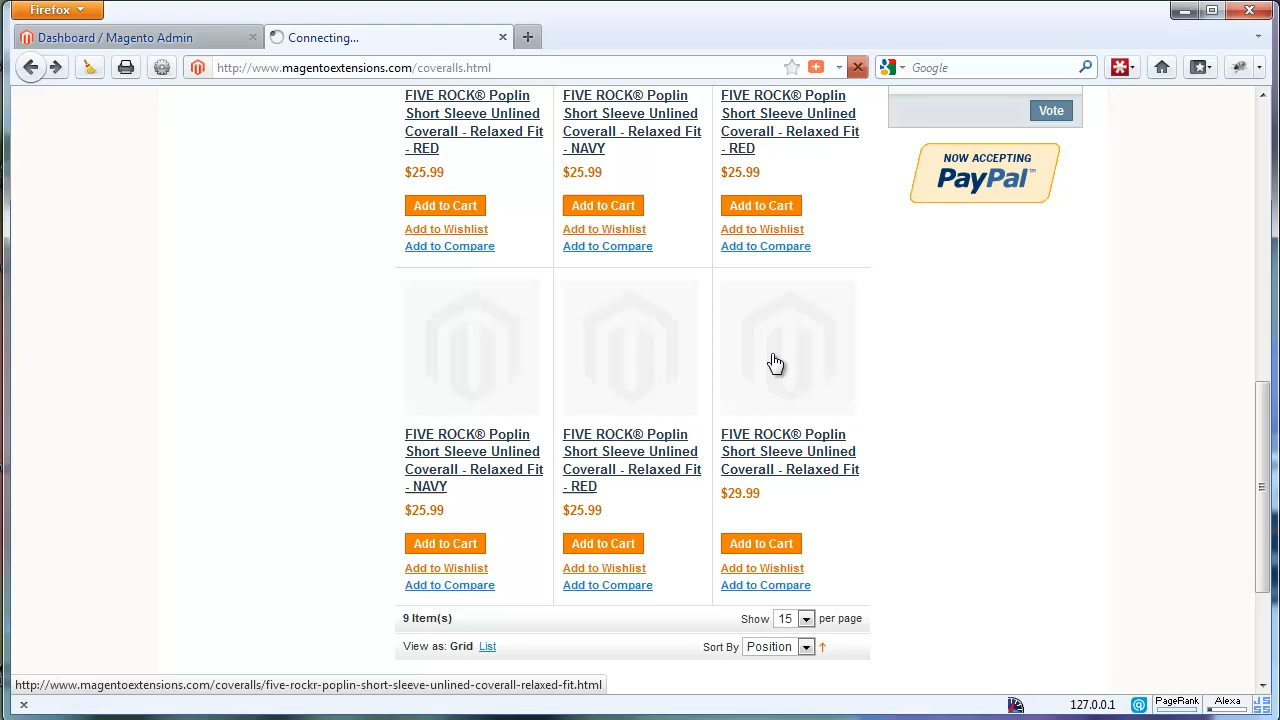 Firefox
Dashboard / Magento Admin
Connecting...
http://www.magentoextensions.com/coveralls.html
Google
FIVE ROCK® Poplin
Short Sleeve Unlined
Coverall - Relaxed Fit
- RED
$25.99
Add to Cart
Add to Wishlist
Add to Compare
FIVE ROCK® Poplin
Short Sleeve Unlined
Coverall - Relaxed Fit
- NAVY
$25.99
Add to Cart
Add to Wishlist
Add to Compare
FIVE ROCK® Poplin
Short Sleeve Unlined
Coverall - Relaxed Fit
- RED
$25.99
Add to Cart
Add to Wishlist
Add to Compare
Vote
NOW ACCEPTING
PayPal™
FIVE ROCK® Poplin
Short Sleeve Unlined
Coverall - Relaxed Fit
- NAVY
$25.99
Add to Cart
Add to Wishlist
Add to Compare
FIVE ROCK® Poplin
Short Sleeve Unlined
Coverall - Relaxed Fit
- RED
$25.99
Add to Cart
Add to Wishlist
Add to Compare
FIVE ROCK® Poplin
Short Sleeve Unlined
Coverall - Relaxed Fit
$29.99
Add to Cart
Add to Wishlist
Add to Compare
9 Item(s)
Show 15 per page
View as: Grid List
Sort By Position
http://www.magentoextensions.com/coveralls/five-rockr-poplin-short-sleeve-unlined-coverall-relaxed-fit.html
127.0.0.1
PageRank
Alexa